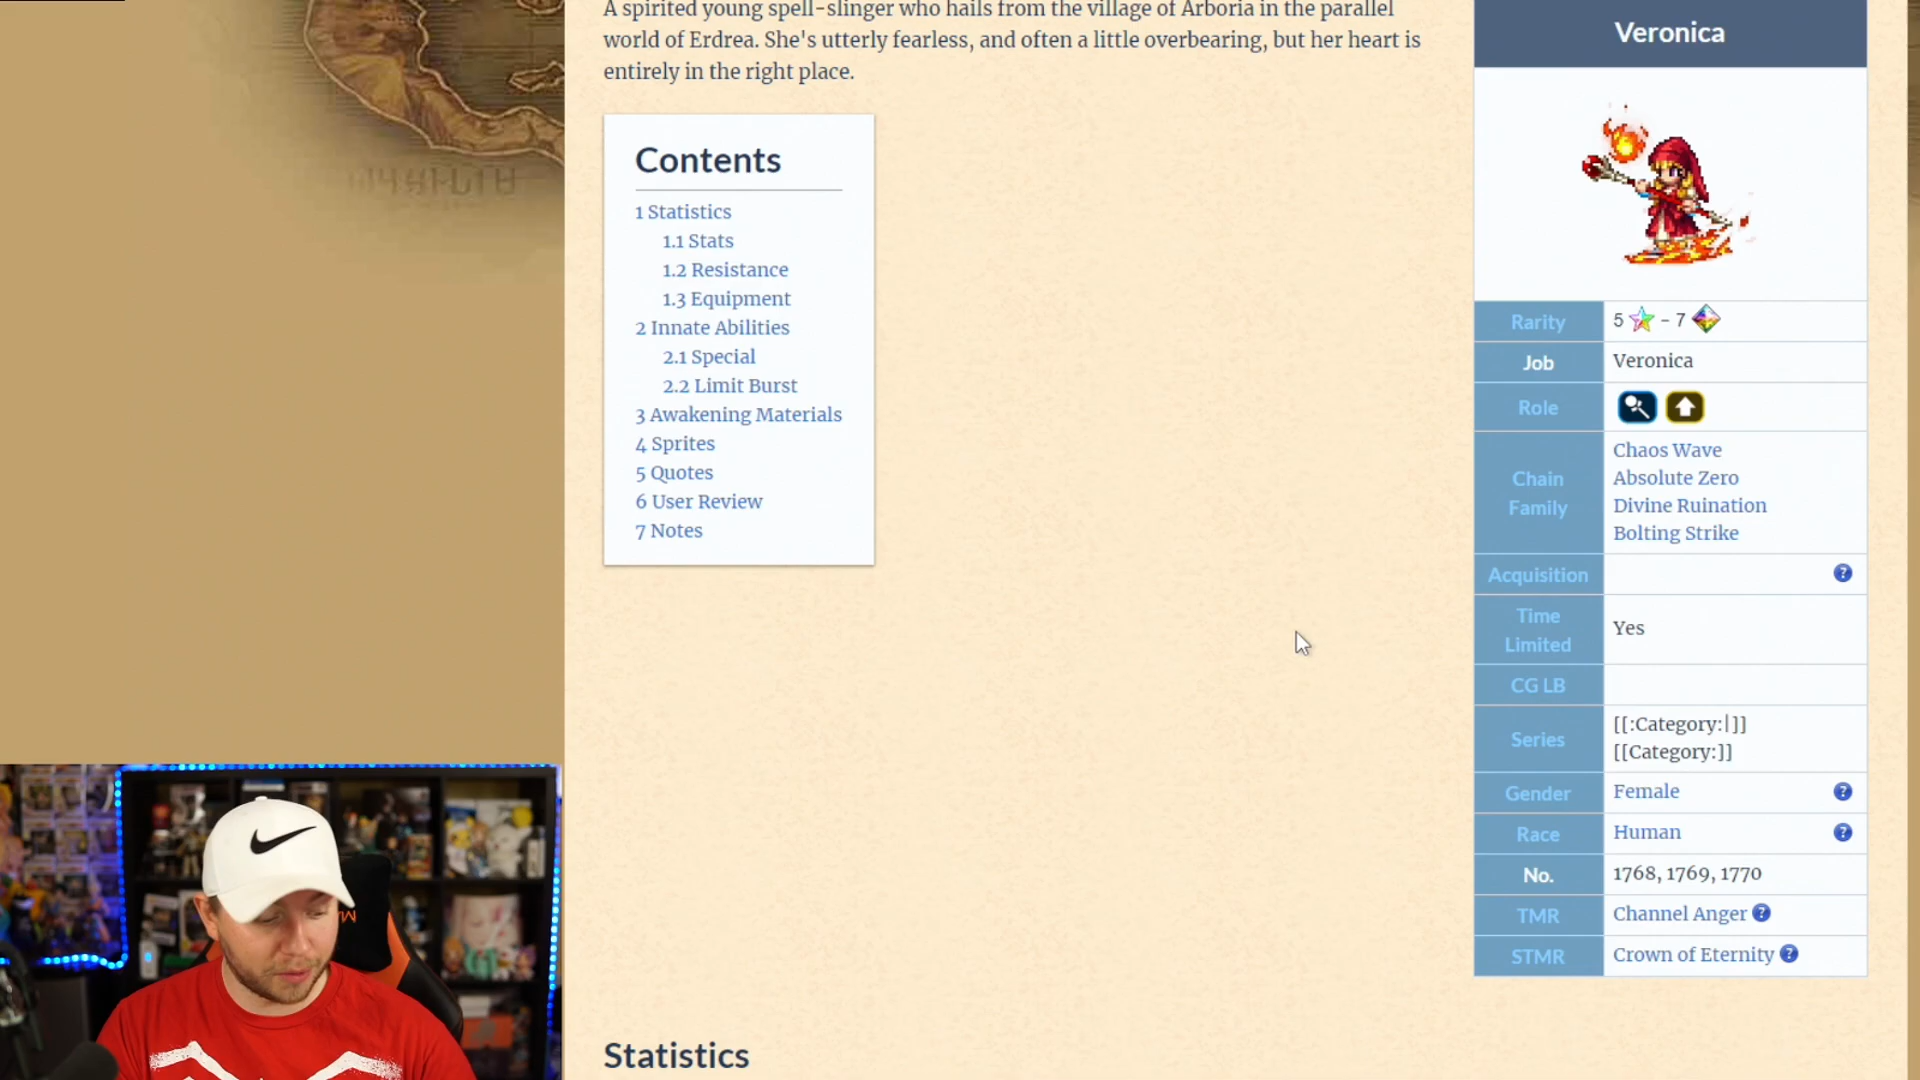 A spirited young spell-slinger who hails from the village of Arboria in the parallel
world of Erdrea. She's utterly fearless, and often a little overbearing, but her heart is
entirely in the right place.
Contents
1 Statistics
1.1 Stats
1.2 Resistance
1.3 Equipment
2 Innate Abilities
2.1 Special
2.2 Limit Burst
3 Awakening Materials
4 Sprites
5 Quotes
6 User Review
7 Notes
Veronica
Rarity 5 - 7
Job Veronica
Role
Chain Family
Chaos Wave
Absolute Zero
Divine Ruination
Bolting Strike
Acquisition ?
Time Limited Yes
CG LB
Series [[:Category:|]]
[[Category:]]
Gender Female ?
Race Human ?
No. 1768, 1769, 1770
TMR Channel Anger ?
STMR Crown of Eternity ?
Statistics